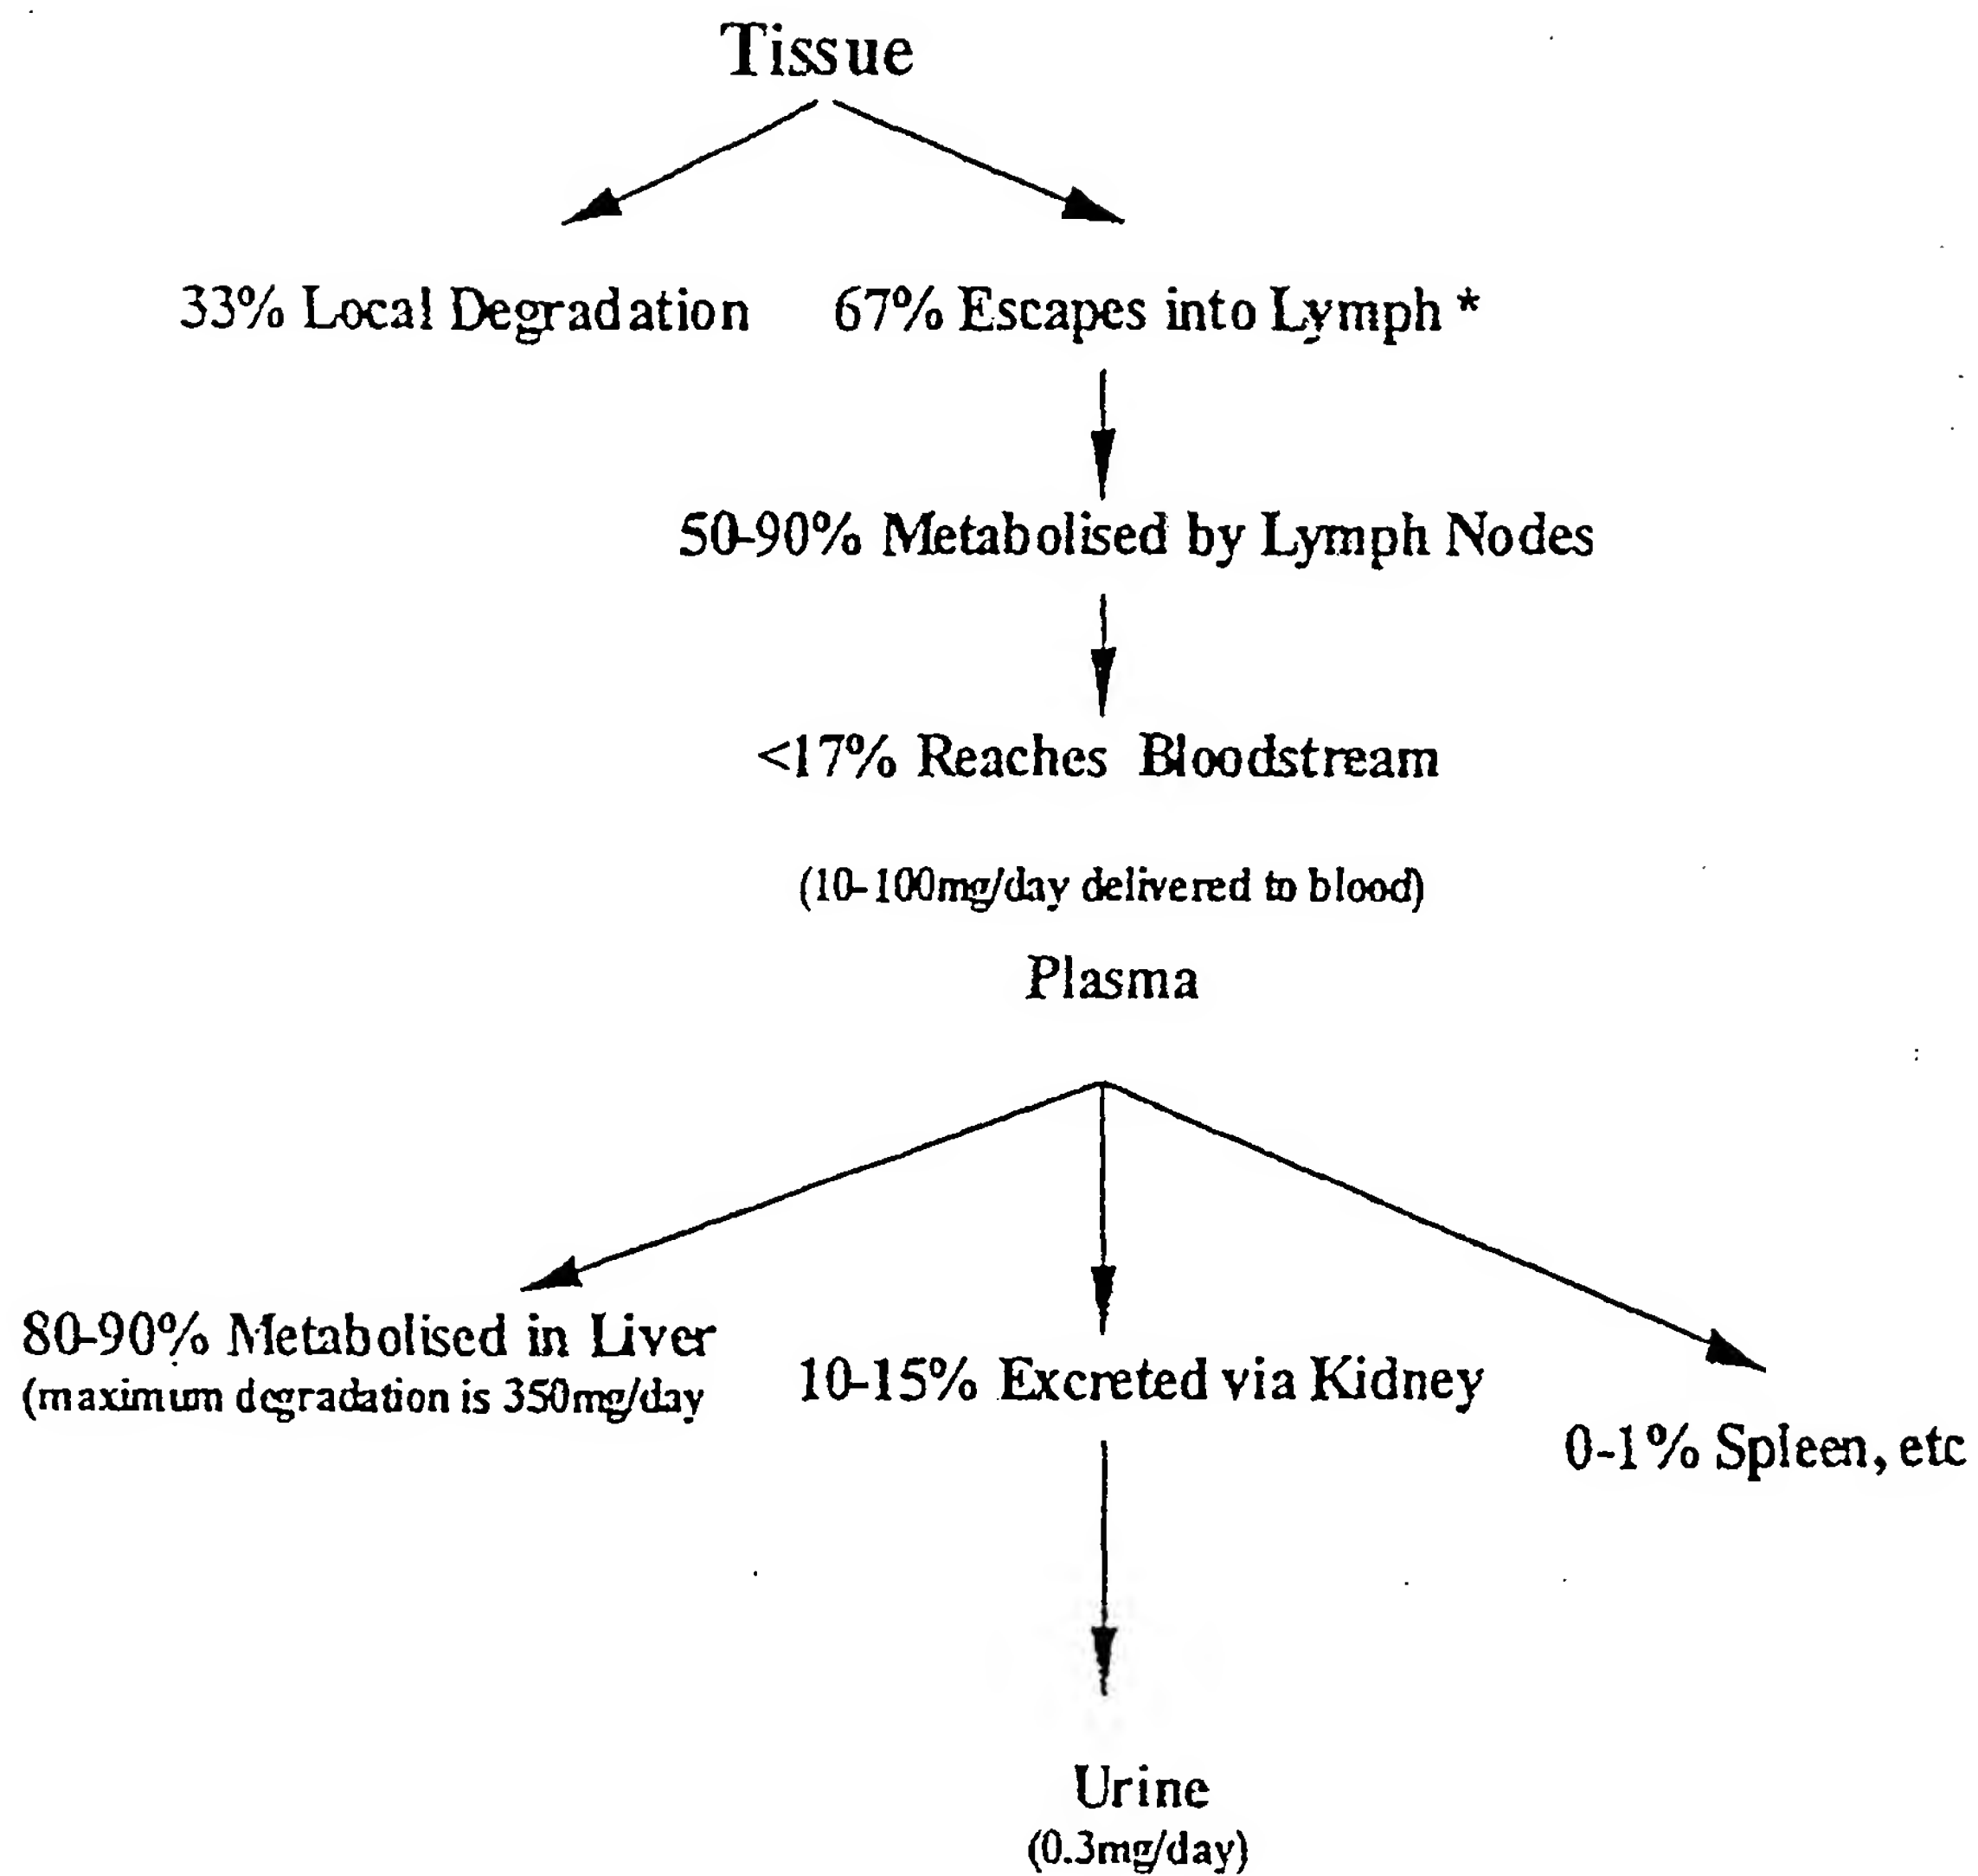 Tissue
33% Local Degradation
67% Escapes into Lymph *
50-90% Metabolised by Lymph Nodes
<17% Reaches Bloodstream
(10-100mg/day delivered to blood)
Plasma
80-90% Metabolised in Liver
(maximum degradation is 350mg/day
10-15% Excreted via Kidney
0-1% Spleen, etc
Urine
(0.3mg/day)